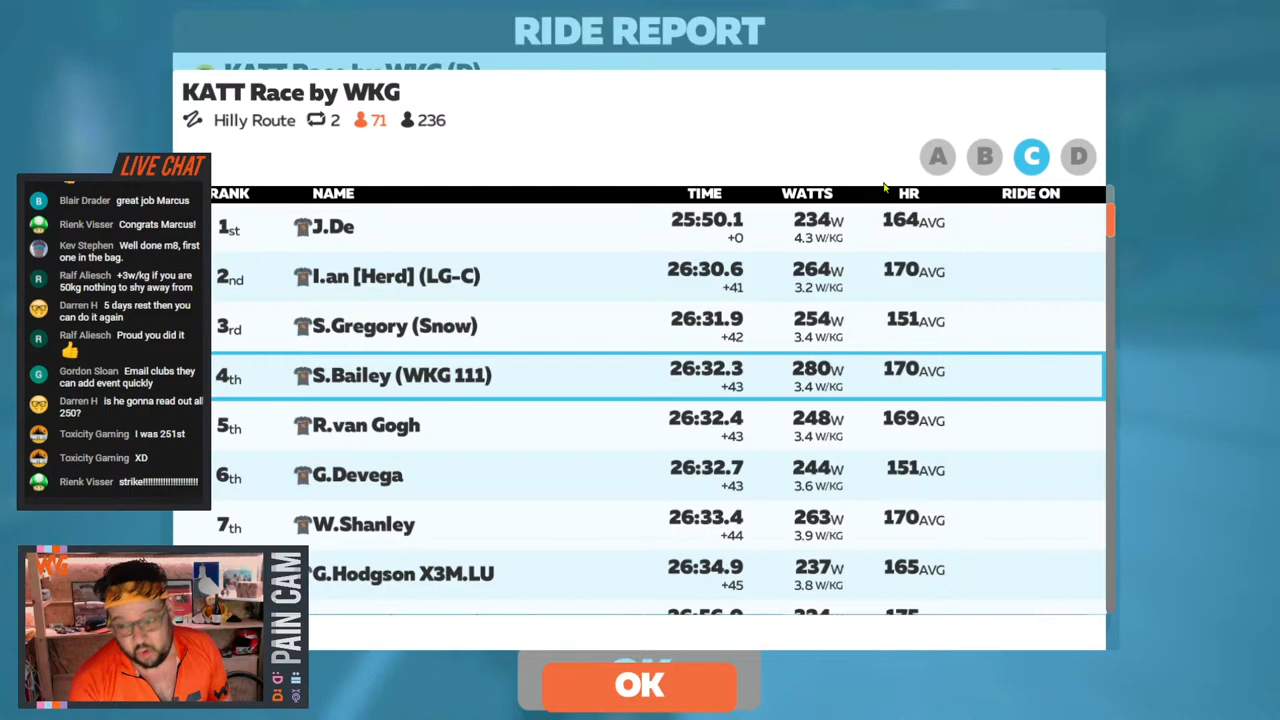 RIDE REPORT
KATT Race by WKG
Hilly Route 2 71 236
A B C D
RANK NAME TIME WATTS HR RIDE ON
1st J.De 25:50.1 234W 164AVG
+0 4.3 W/KG
2nd I.an [Herd] (LG-C) 26:30.6 264W 170AVG
+41 3.2 W/KG
3rd S.Gregory (Snow) 26:31.9 254W 151AVG
+42 3.4 W/KG
4th S.Bailey (WKG 111) 26:32.3 280W 170AVG
+43 3.4 W/KG
5th R.van Gogh 26:32.4 248W 169AVG
+43 3.4 W/KG
6th G.Devega 26:32.7 244W 151AVG
+43 3.6 W/KG
7th W.Shanley 26:33.4 263W 170AVG
+44 3.9 W/KG
G.Hodgson X3M.LU 26:34.9 237W 165AVG
+45 3.8 W/KG
OK
LIVE CHAT
B Blair Drader great job Marcus
Rienk Visser Congrats Marcus!
Kev Stephen Well done m8, first
one in the bag.
R Ralf Aliesch +3w/kg if you are
50kg nothing to shy away from
Darren H 5 days rest then you
can do it again
R Ralf Aliesch Proud you did it
G Gordon Sloan Email clubs they
can add event quickly
Darren H is he gonna read out all
250?
Toxicity Gaming I was 251st
Toxicity Gaming XD
Rienk Visser strike!!!!!!!!!!!!!!!!!!!!!!
PAIN CAM